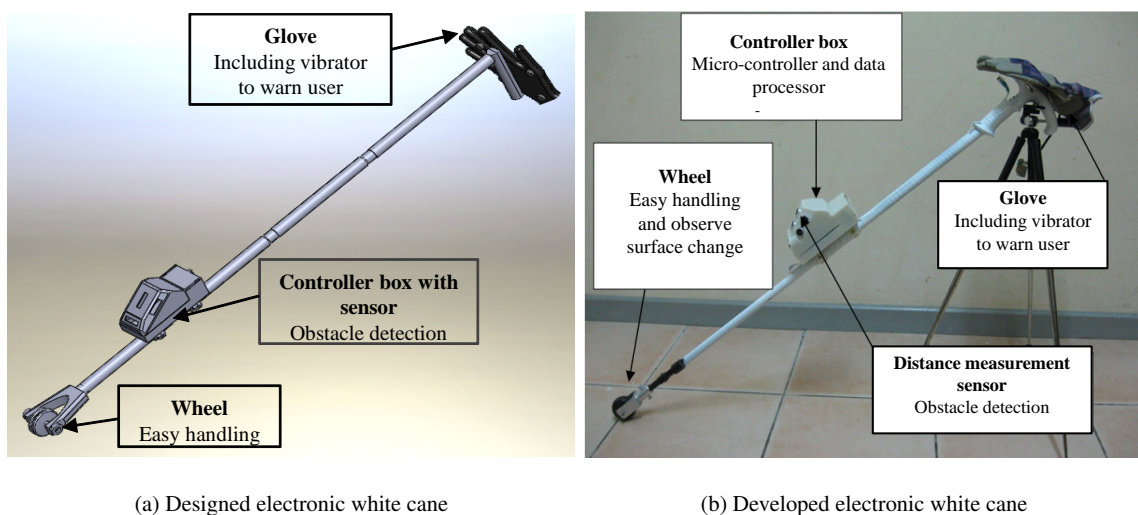 Glove
Including vibrator
to warn user
Controller box with
sensor
Obstacle detection
Wheel
Easy handling
Controller box
Micro-controller and data
processor
-
Wheel
Easy handling
and observe
surface change
Glove
Including vibrator
to warn user
Distance measurement
sensor
Obstacle detection
(a) Designed electronic white cane
(b) Developed electronic white cane